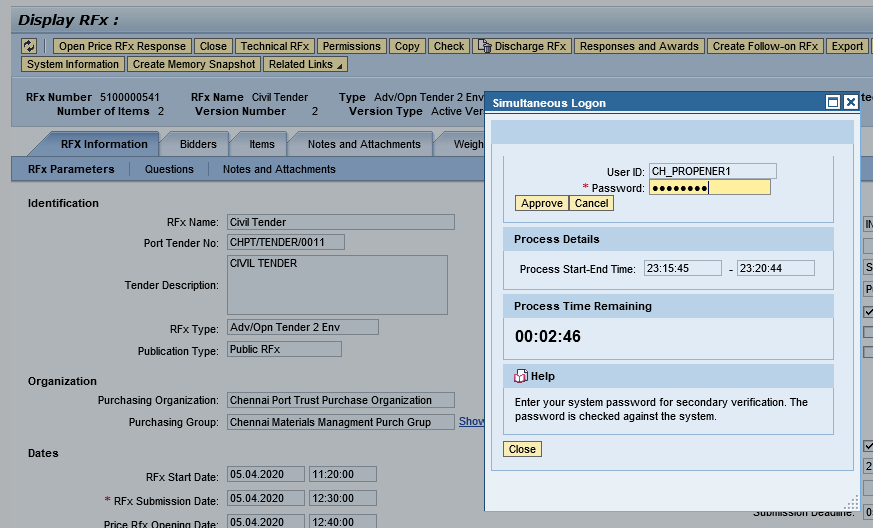 Display RFx :
Open Price RFx Response Close Technical RFx Permissions Copy Check Discharge RFx Responses and Awards Create Follow-on RFx Export
System Information Create Memory Snapshot Related Links
RFx Number 5100000541 RFx Name Civil Tender Type Adv/Opn Tender 2 Env
Number of Items 2 Version Number 2 Version Type Active Ver
RFX Information Bidders Items Notes and Attachments Weigh
RFx Parameters Questions Notes and Attachments
Identification
RFx Name: Civil Tender
Port Tender No: CHPT/TENDER/0011
Tender Description: CIVIL TENDER
RFx Type: Adv/Opn Tender 2 Env
Publication Type: Public RFx
Organization
Purchasing Organization: Chennai Port Trust Purchase Organization
Purchasing Group: Chennai Materials Managment Purch Grup Show
Dates
RFx Start Date: 05.04.2020 11:20:00
* RFx Submission Date: 05.04.2020 12:30:00
Price Rfx Opening Date: 05.04.2020 12:40:00
Simultaneous Logon
User ID: CH_PROPENER1
* Password: ●●●●●●●●
Approve Cancel
Process Details
Process Start-End Time: 23:15:45 - 23:20:44
Process Time Remaining
00:02:46
Help
Enter your system password for secondary verification. The
password is checked against the system.
Close
Submission Deadline: